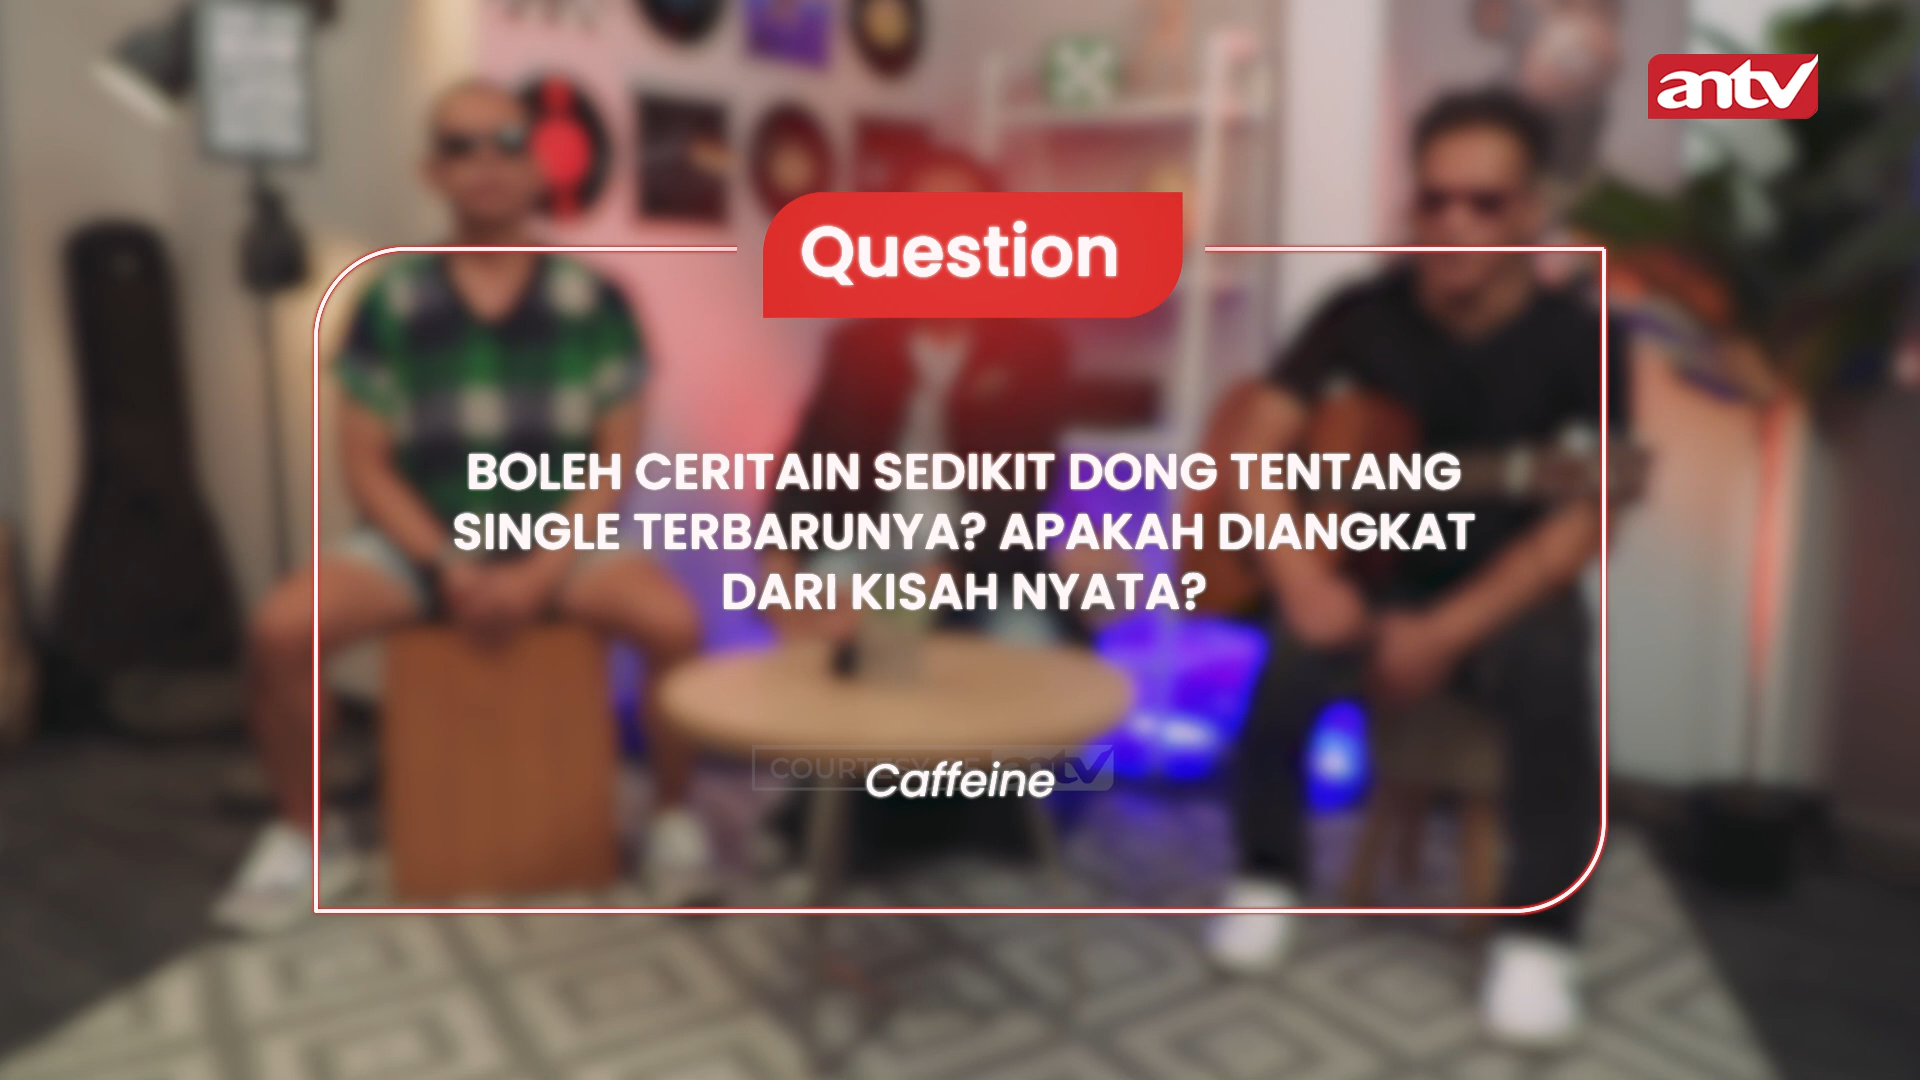 antv
Question
BOLEH CERITAIN SEDIKIT DONG TENTANG
SINGLE TERBARUNYA? APAKAH DIANGKAT
DARI KISAH NYATA?
Caffeine